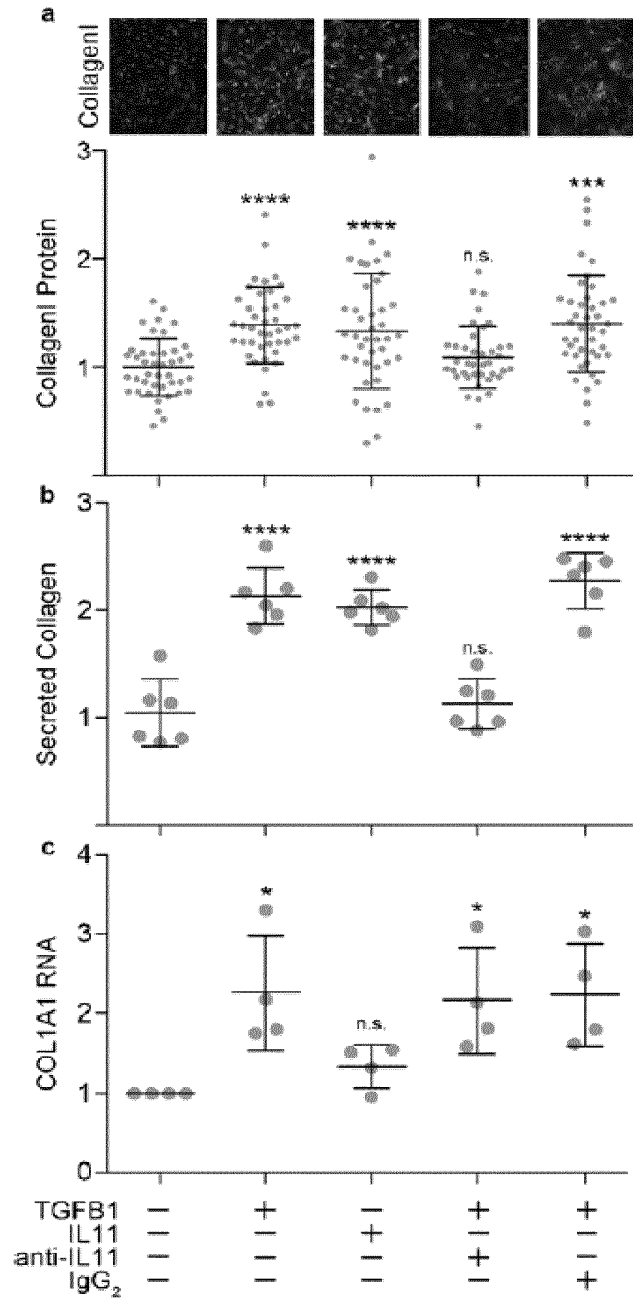 a
CollagenI
CollagenI Protein
3
2
1
****
****
n.s.
***
b
Secreted Collagen
3
2
1
****
****
n.s.
****
c
COL1A1 RNA
4
3
2
1
0
*
n.s.
*
*
TGFB1 − + − + +
IL11 − − + − −
anti-IL11 − − − + −
IgG2 − − − − +